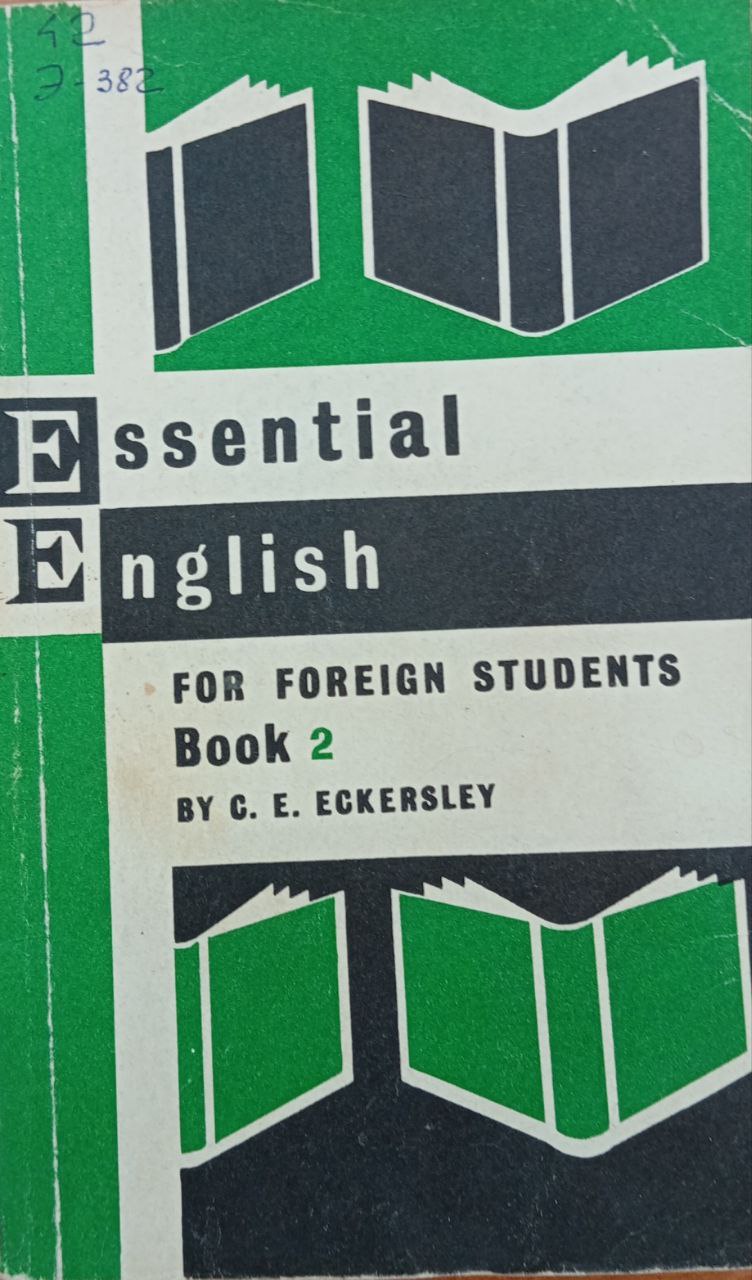 42
Э-382
Essential
English
FOR FOREIGN STUDENTS
Book 2
BY C. E. ECKERSLEY